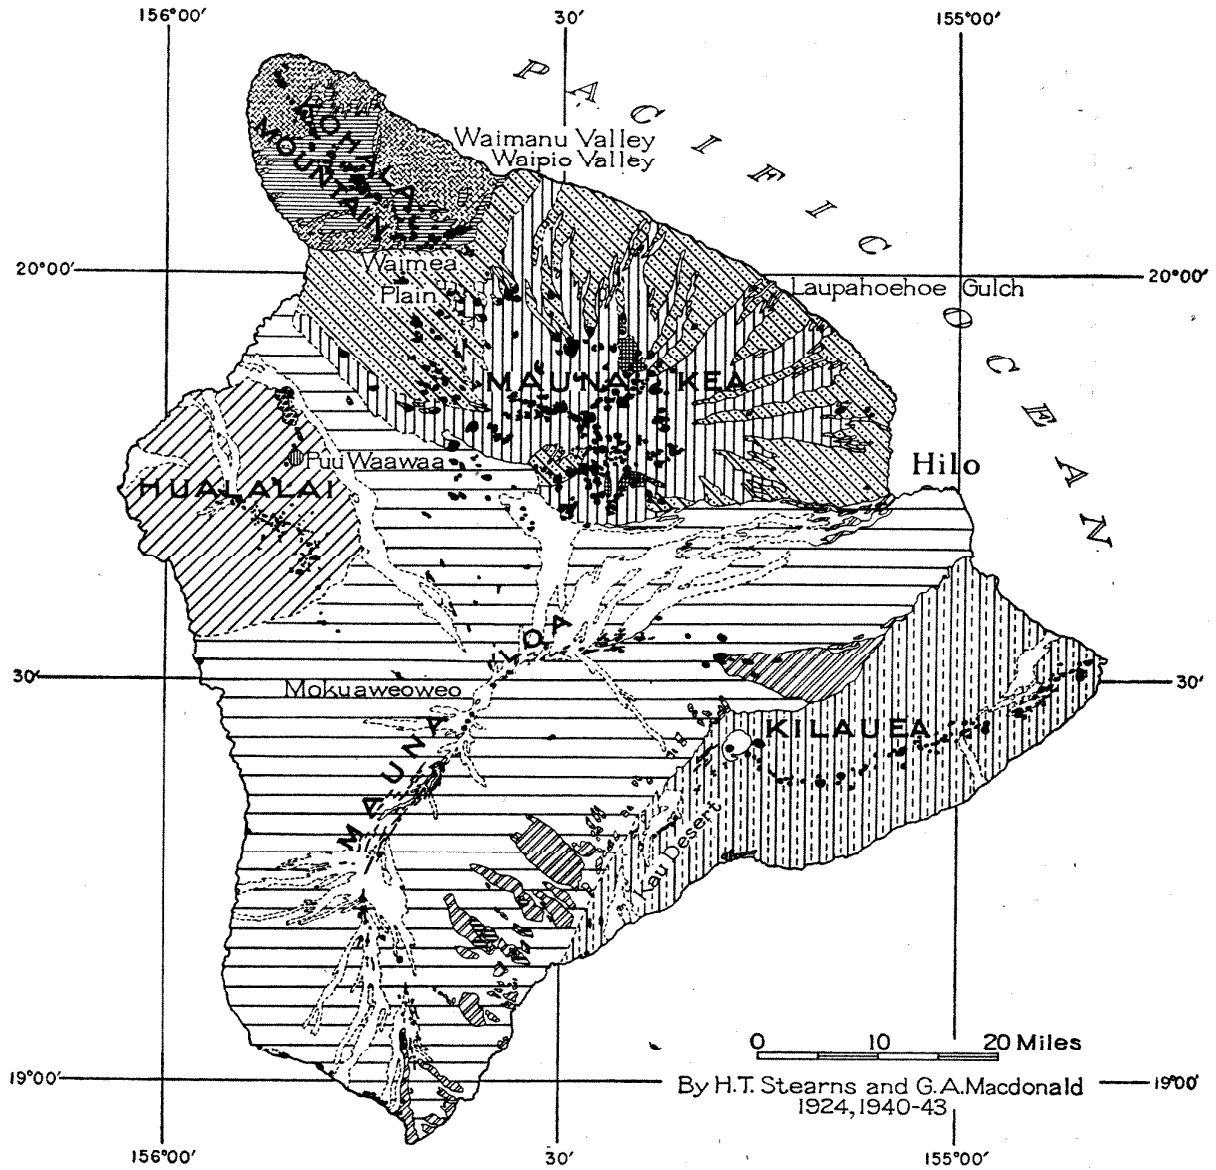 156°00'
30'
155°00'
PACIFIC OCEAN
KOHALA
MOUNTAIN
Waimanu Valley
Waipio Valley
20°00'
20°00'
Waimea
Plain
Laupahoehoe Gulch
MAUNA KEA
Puu Waawaa
Hilo
HUALALAI
MAUNA LOA
30'
30'
Mokuaweoweo
KILAUEA
Kau Desert
0 10 20 Miles
19°00'
By H.T. Stearns and G.A. Macdonald
19°00'
1924, 1940-43
156°00'
30'
155°00'